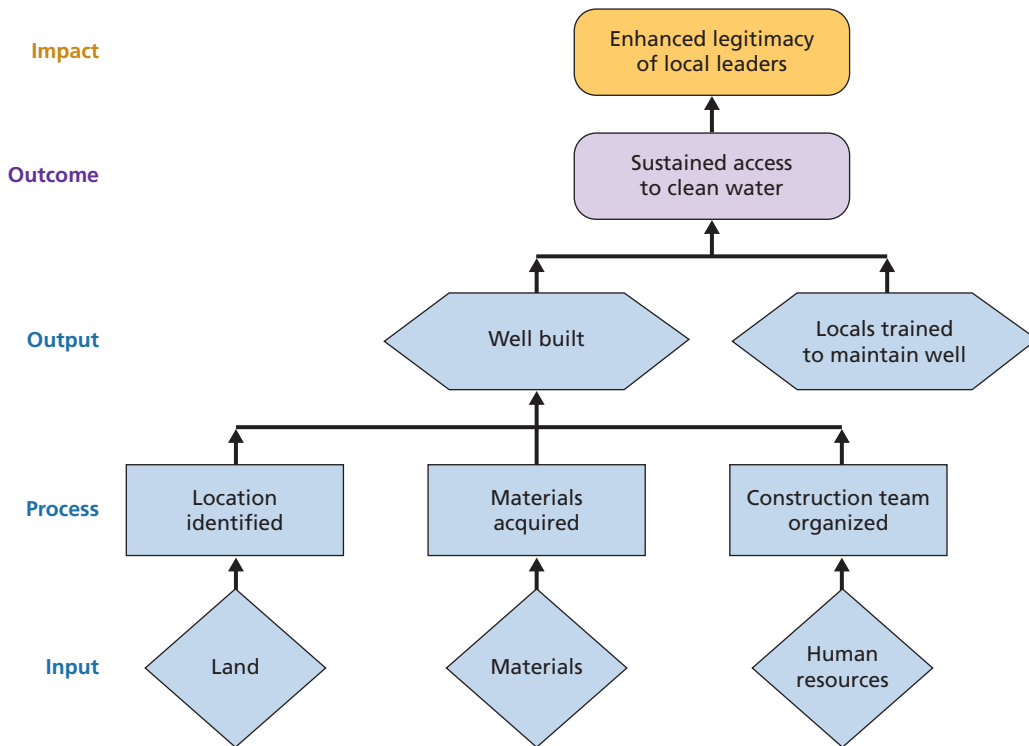 Impact
Enhanced legitimacy
of local leaders
Outcome
Sustained access
to clean water
Output
Well built
Locals trained
to maintain well
Process
Location
identified
Materials
acquired
Construction team
organized
Input
Land
Materials
Human
resources